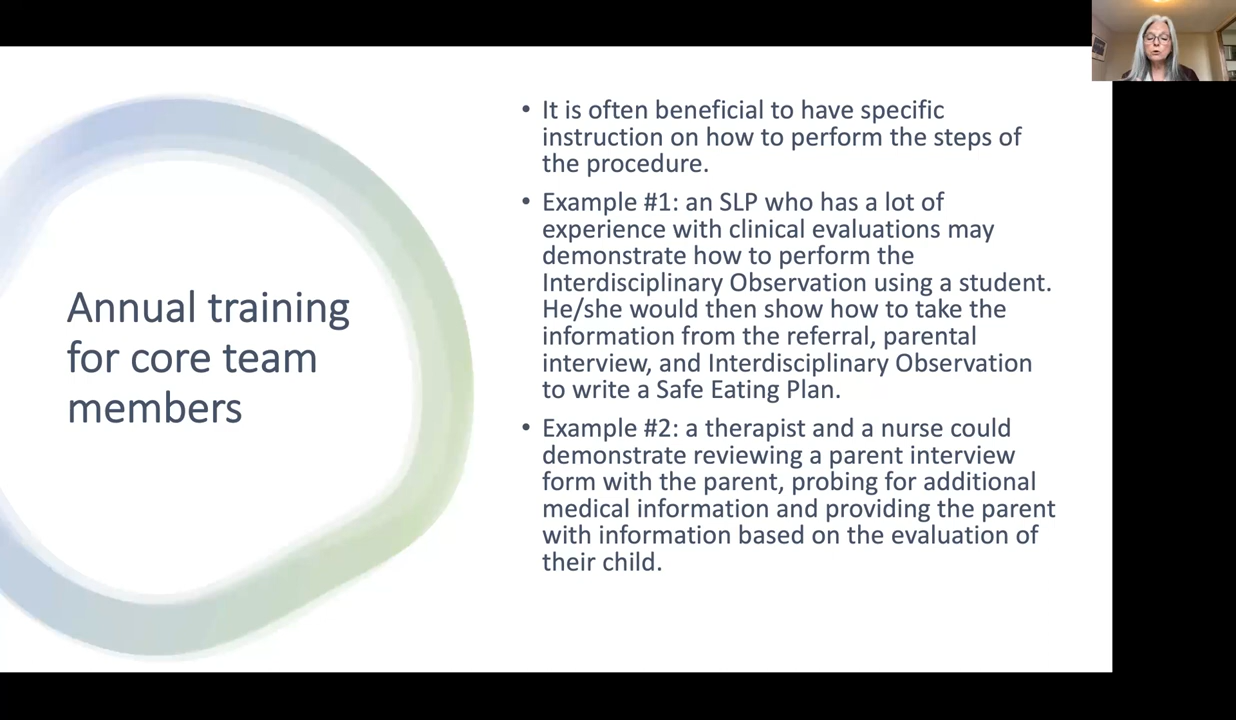 Annual training
for core team
members
• It is often beneficial to have specific
instruction on how to perform the steps of
the procedure.
• Example #1: an SLP who has a lot of
experience with clinical evaluations may
demonstrate how to perform the
Interdisciplinary Observation using a student.
He/she would then show how to take the
information from the referral, parental
interview, and Interdisciplinary Observation
to write a Safe Eating Plan.
• Example #2: a therapist and a nurse could
demonstrate reviewing a parent interview
form with the parent, probing for additional
medical information and providing the parent
with information based on the evaluation of
their child.